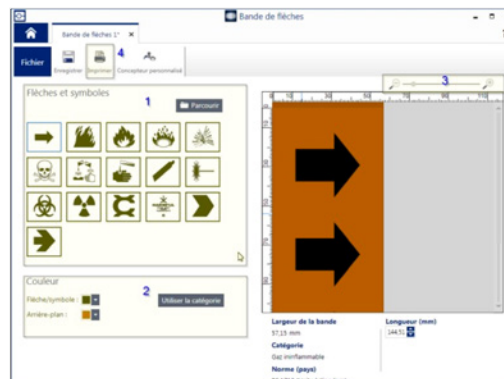 Bande de flèches
Bande de flèches 1* ×
Fichier
Enregistrer
Imprimer
4
Concepteur personnalisé
3
Flèches et symboles
1
Parcourir
Couleur
Flèche/symbole :
2
Utiliser la catégorie
Arrière-plan :
Largeur de la bande
57,15 mm
Longueur (mm)
144,51
Catégorie
Gaz ininflammable
Norme (pays)